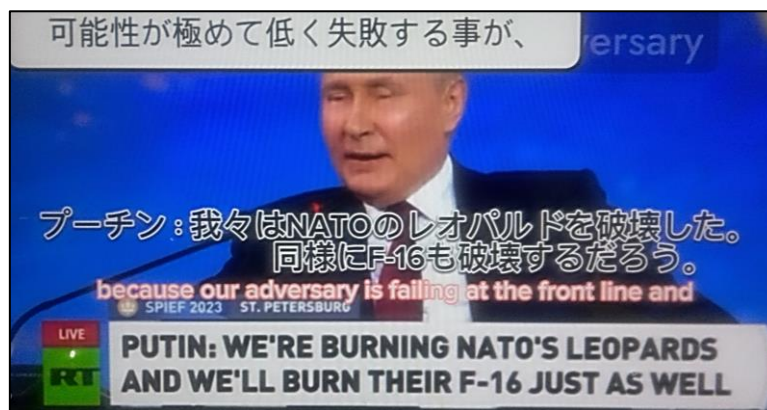 可能性が極めて低く失敗する事が、
ersary
プーチン：我々はNATOのレオパルドを破壊した。
同様にF-16も破壊するだろう。
because our adversary is failing at the front line and
SPIEF 2023 ST. PETERSBURG
LIVE
RT
PUTIN: WE'RE BURNING NATO'S LEOPARDS
AND WE'LL BURN THEIR F-16 JUST AS WELL